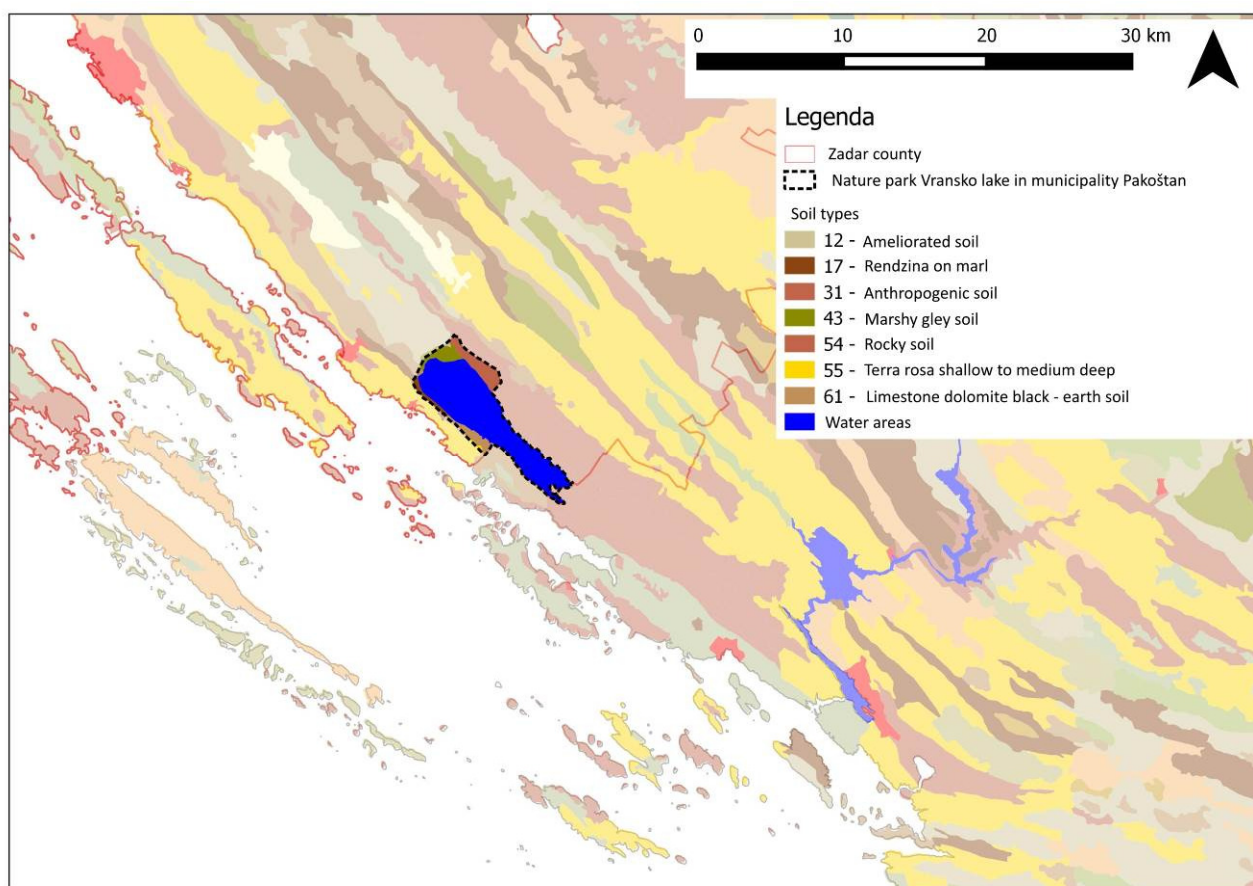 0 10 20 30 km
Legenda
Zadar county
Nature park Vransko lake in municipality Pakoštan
Soil types
12 - Ameliorated soil
17 - Rendzina on marl
31 - Anthropogenic soil
43 - Marshy gley soil
54 - Rocky soil
55 - Terra rosa shallow to medium deep
61 - Limestone dolomite black - earth soil
Water areas